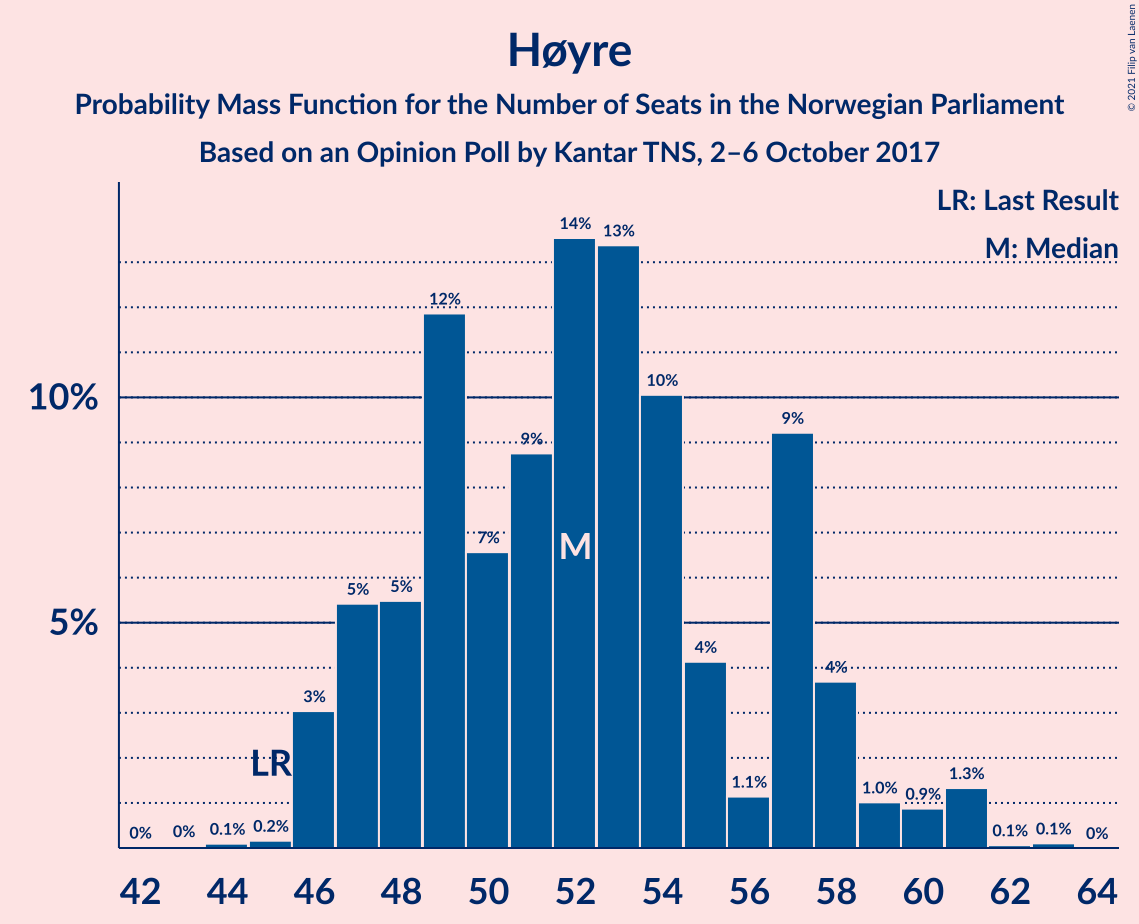 Høyre
Probability Mass Function for the Number of Seats in the Norwegian Parliament
Based on an Opinion Poll by Kantar TNS, 2–6 October 2017
© 2021 Filip van Laenen
LR: Last Result
M: Median
10%
5%
0%
0%
0.1%
0.2%
LR
3%
5%
5%
12%
7%
9%
14%
M
13%
10%
4%
1.1%
9%
4%
1.0%
0.9%
1.3%
0.1%
0.1%
0%
42 44 46 48 50 52 54 56 58 60 62 64